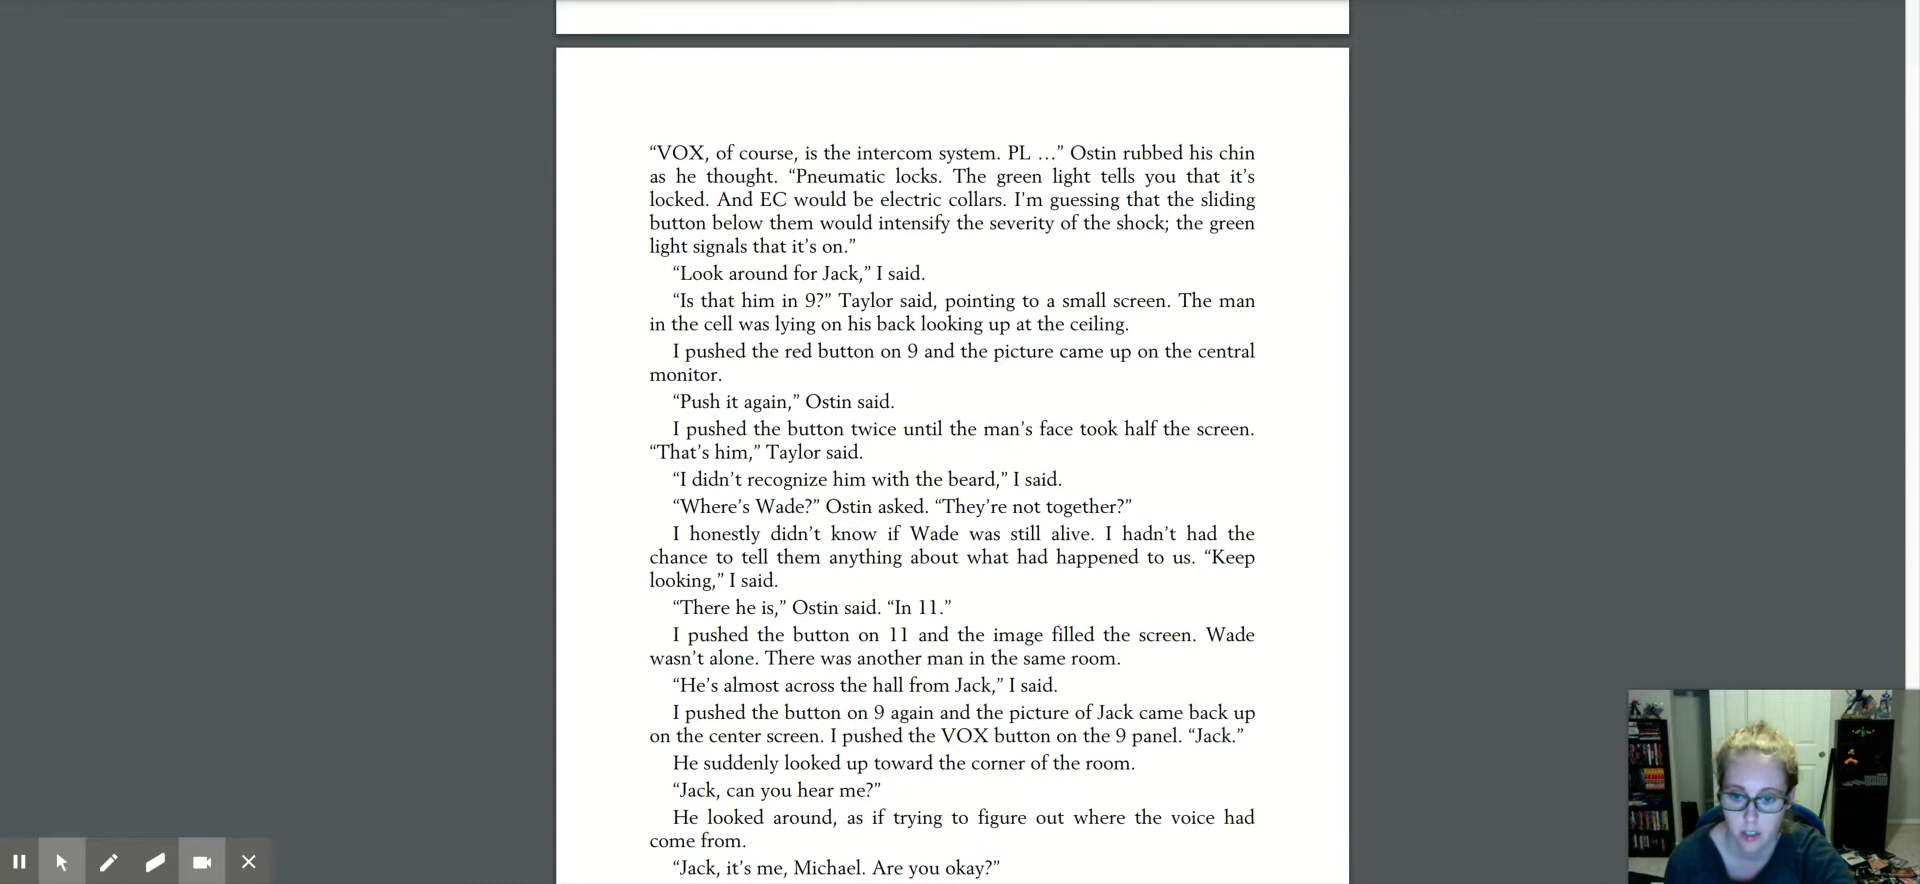 “VOX, of course, is the intercom system. PL …” Ostin rubbed his chin
as he thought. “Pneumatic locks. The green light tells you that it’s
locked. And EC would be electric collars. I’m guessing that the sliding
button below them would intensify the severity of the shock; the green
light signals that it’s on.”
“Look around for Jack,” I said.
“Is that him in 9?” Taylor said, pointing to a small screen. The man
in the cell was lying on his back looking up at the ceiling.
I pushed the red button on 9 and the picture came up on the central
monitor.
“Push it again,” Ostin said.
I pushed the button twice until the man’s face took half the screen.
“That’s him,” Taylor said.
“I didn’t recognize him with the beard,” I said.
“Where’s Wade?” Ostin asked. “They’re not together?”
I honestly didn’t know if Wade was still alive. I hadn’t had the
chance to tell them anything about what had happened to us. “Keep
looking,” I said.
“There he is,” Ostin said. “In 11.”
I pushed the button on 11 and the image filled the screen. Wade
wasn’t alone. There was another man in the same room.
“He’s almost across the hall from Jack,” I said.
I pushed the button on 9 again and the picture of Jack came back up
on the center screen. I pushed the VOX button on the 9 panel. “Jack.”
He suddenly looked up toward the corner of the room.
“Jack, can you hear me?”
He looked around, as if trying to figure out where the voice had
come from.
“Jack, it’s me, Michael. Are you okay?”